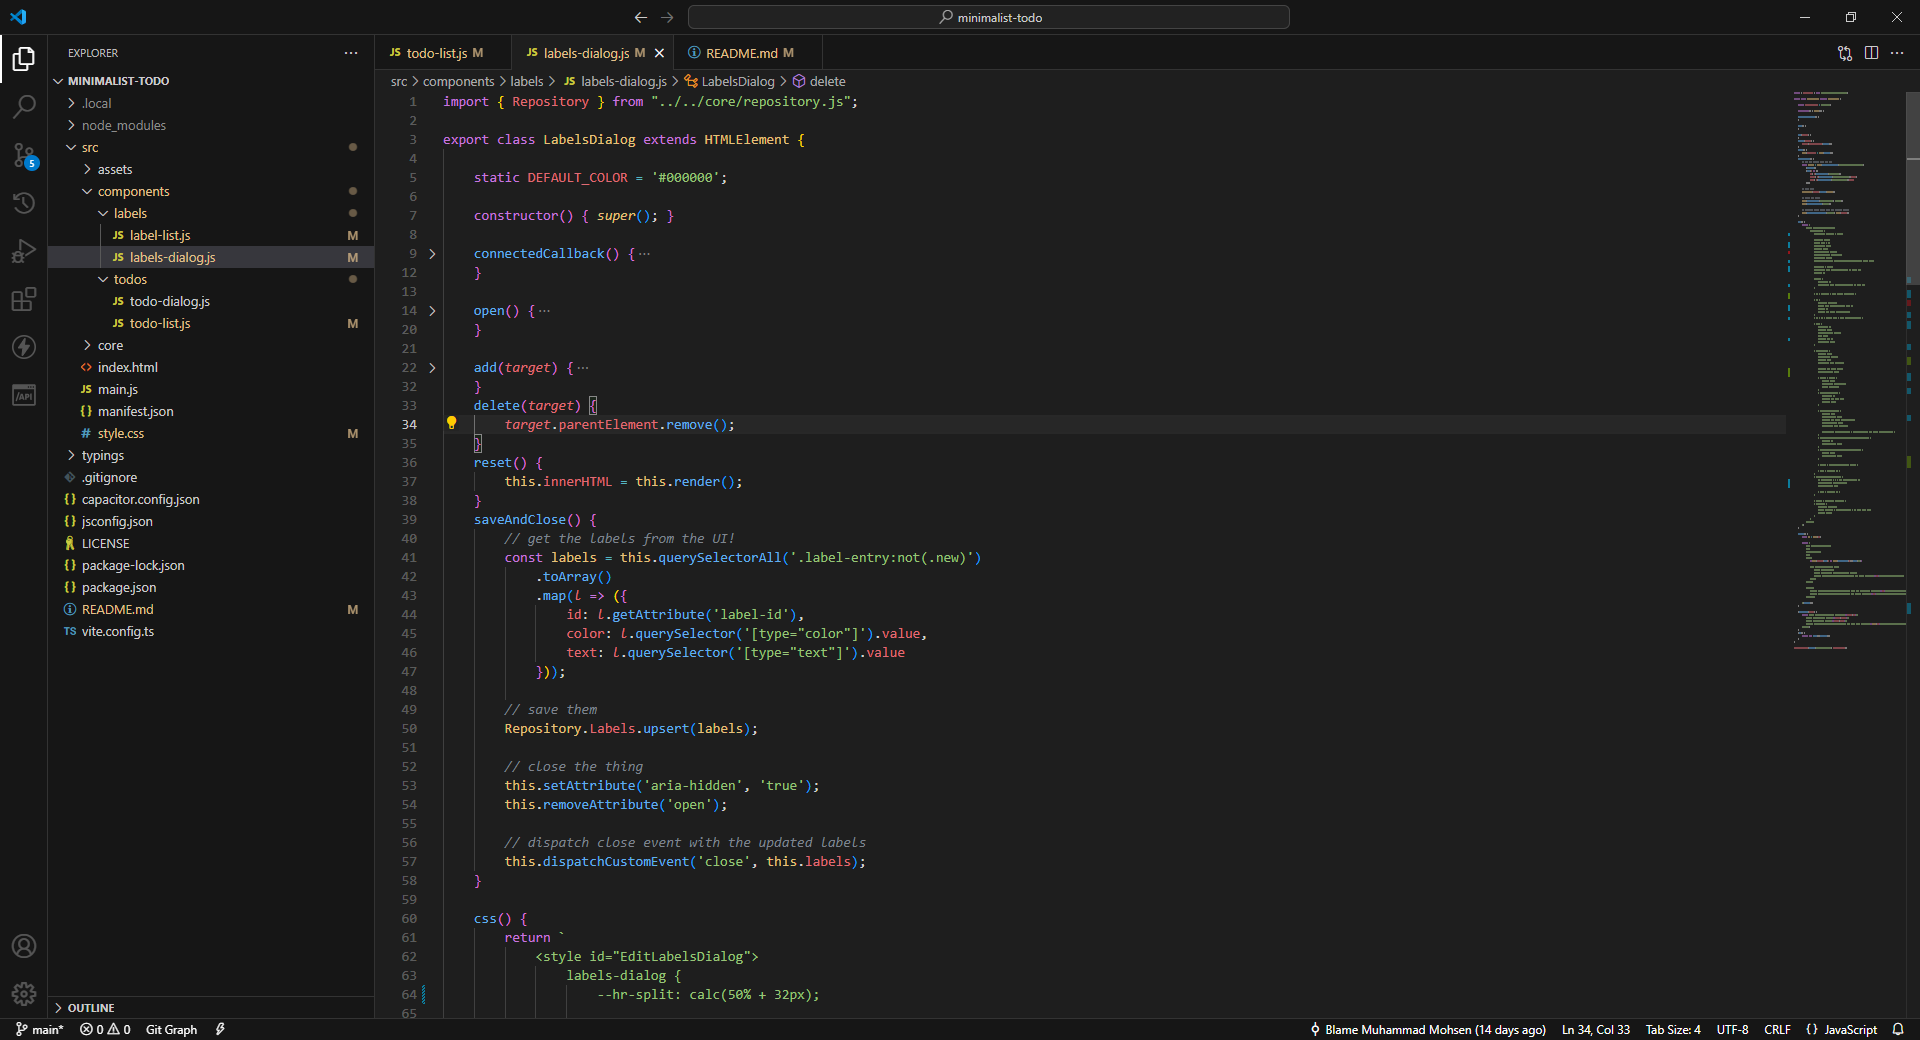 minimalist-todo
EXPLORER
MINIMALIST-TODO
.local
node_modules
src
assets
components
labels
JS label-list.js M
JS labels-dialog.js M
todos
JS todo-dialog.js
JS todo-list.js M
core
<> index.html
JS main.js
{} manifest.json
# style.css M
typings
.gitignore
{} capacitor.config.json
{} jsconfig.json
LICENSE
{} package-lock.json
{} package.json
README.md M
TS vite.config.ts
OUTLINE
5
JS todo-list.js M
JS labels-dialog.js M
README.md M
src > components > labels > JS labels-dialog.js > LabelsDialog > delete
1 import { Repository } from "../../core/repository.js";
2
3 export class LabelsDialog extends HTMLElement {
4
5 static DEFAULT_COLOR = '#000000';
6
7 constructor() { super(); }
8
9 connectedCallback() { ···
12 }
13
14 open() { ···
20 }
21
22 add(target) { ···
32 }
33 delete(target) {
34 target.parentElement.remove();
35 }
36 reset() {
37 this.innerHTML = this.render();
38 }
39 saveAndClose() {
40 // get the labels from the UI!
41 const labels = this.querySelectorAll('.label-entry:not(.new)')
42 .toArray()
43 .map(l => ({
44 id: l.getAttribute('label-id'),
45 color: l.querySelector('[type="color"]').value,
46 text: l.querySelector('[type="text"]').value
47 }));
48
49 // save them
50 Repository.Labels.upsert(labels);
51
52 // close the thing
53 this.setAttribute('aria-hidden', 'true');
54 this.removeAttribute('open');
55
56 // dispatch close event with the updated labels
57 this.dispatchCustomEvent('close', this.labels);
58 }
59
60 css() {
61 return `
62 <style id="EditLabelsDialog">
63 labels-dialog {
64 --hr-split: calc(50% + 32px);
65
main* 0 0 Git Graph
Blame Muhammad Mohsen (14 days ago) Ln 34, Col 33 Tab Size: 4 UTF-8 CRLF {} JavaScript